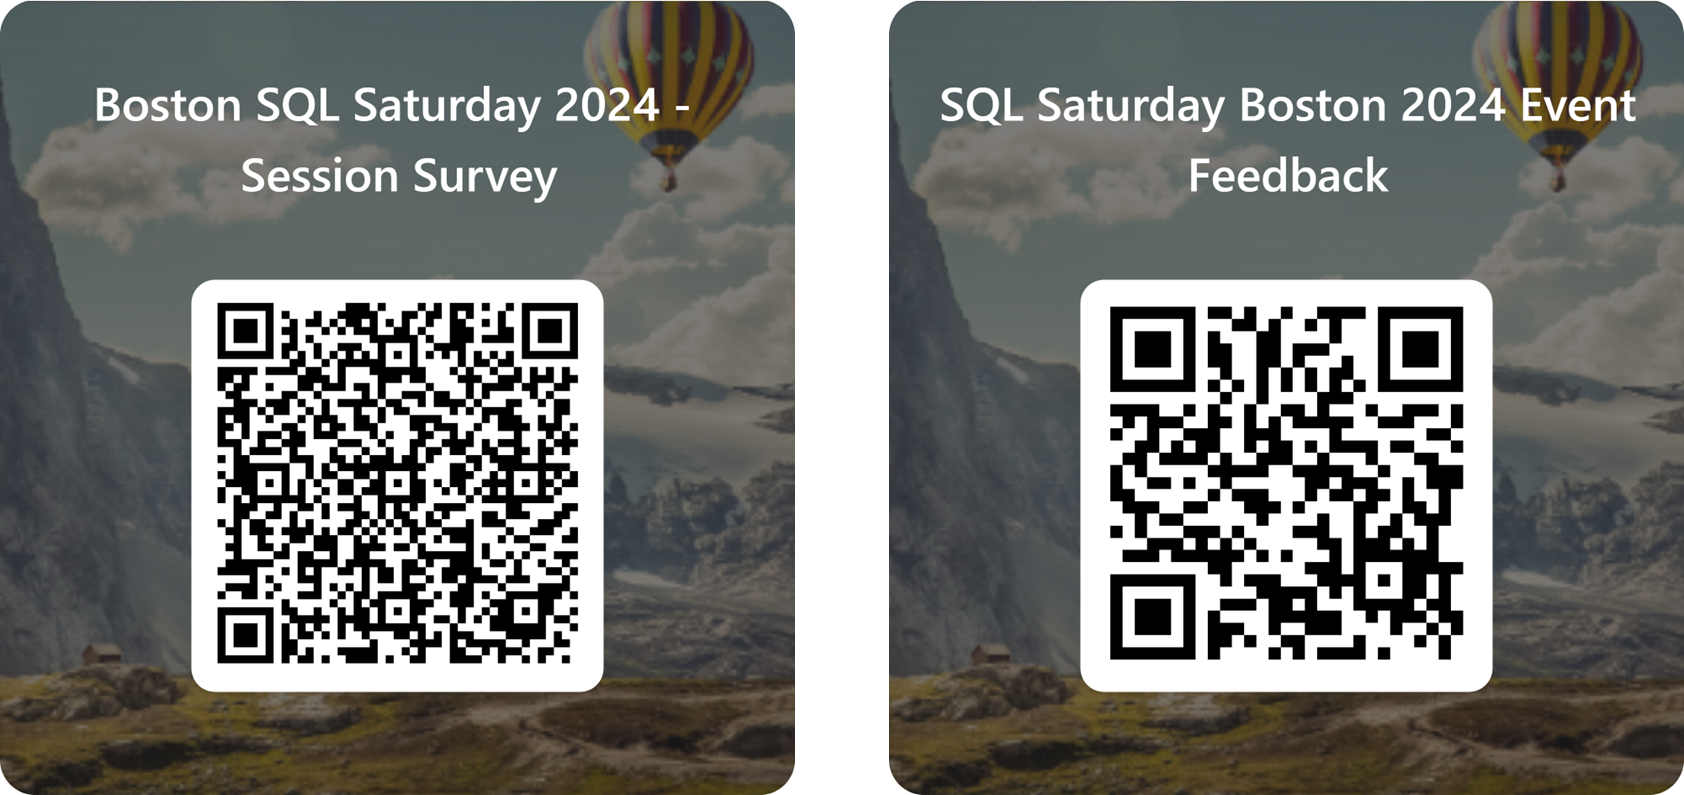 Boston SQL Saturday 2024 -
Session Survey
SQL Saturday Boston 2024 Event
Feedback